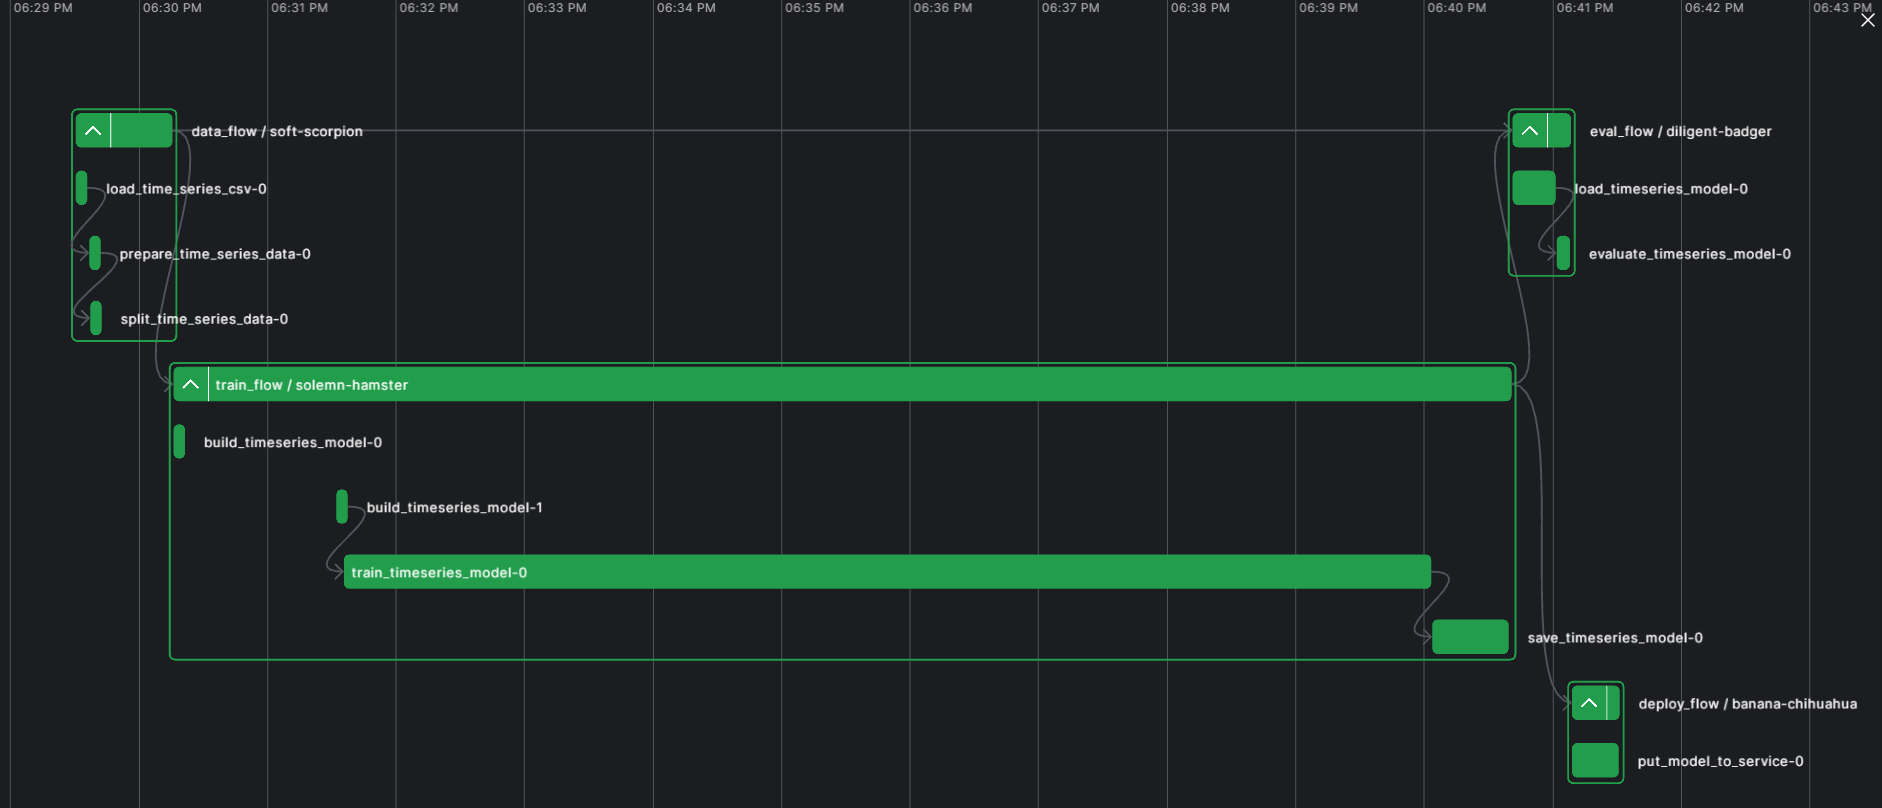 06:29 PM 06:30 PM 06:31 PM 06:32 PM 06:33 PM 06:34 PM 06:35 PM 06:36 PM 06:37 PM 06:38 PM 06:39 PM 06:40 PM 06:41 PM 06:42 PM 06:43 PM
data_flow / soft-scorpion
eval_flow / diligent-badger
load_time_series_csv-0
load_timeseries_model-0
prepare_time_series_data-0
evaluate_timeseries_model-0
split_time_series_data-0
train_flow / solemn-hamster
build_timeseries_model-0
build_timeseries_model-1
train_timeseries_model-0
save_timeseries_model-0
deploy_flow / banana-chihuahua
put_model_to_service-0